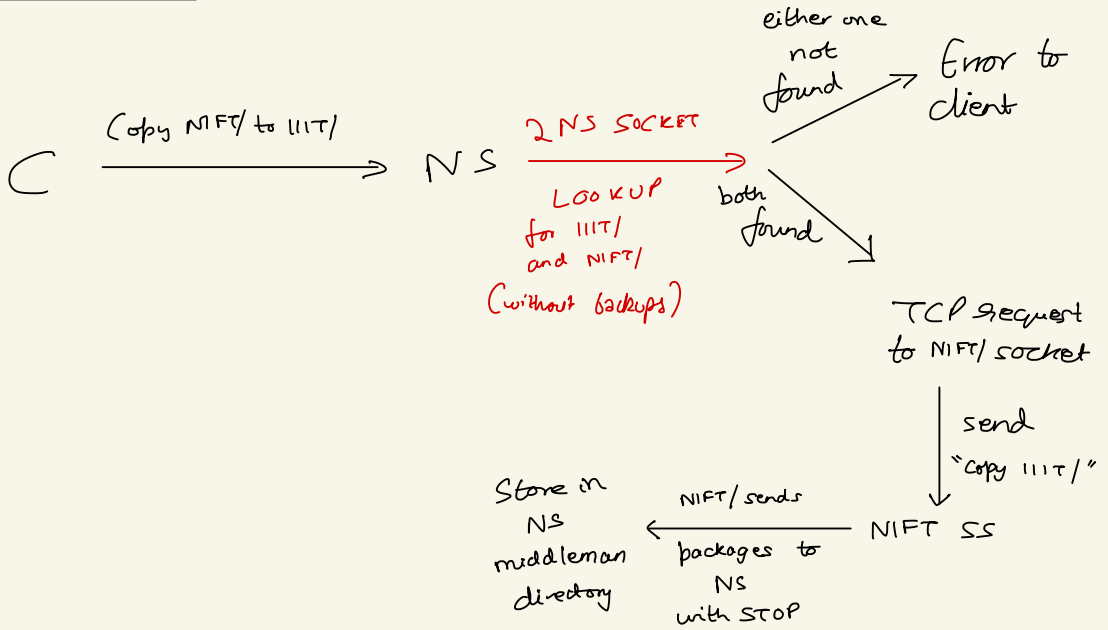 C
Copy NIFT/ to IIIT/
NS
2 NS SOCKET
LOOKUP
for IIIT/
and NIFT/
(without backups)
either one
not
found
Error to
client
both
found
TCP request
to NIFT/ socket
send
"Copy IIIT/"
NIFT SS
NIFT/ sends
packages to
NS
with STOP
Store in
NS
middleman
directory